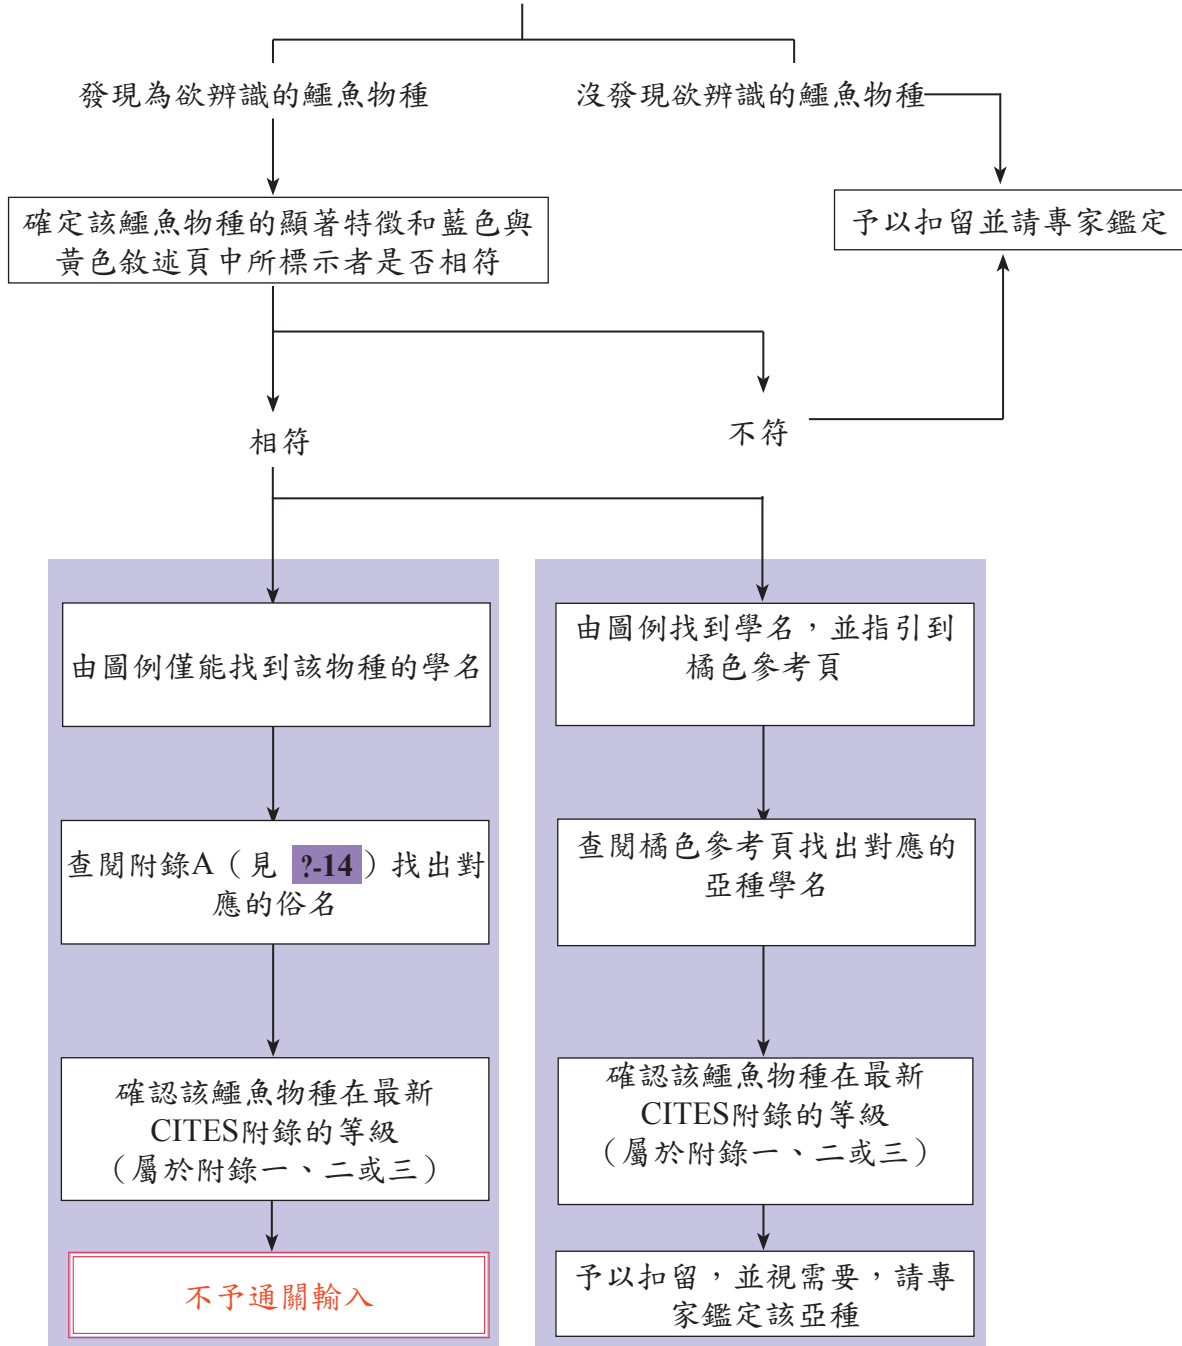 發現為欲辨識的鱷魚物種
沒發現欲辨識的鱷魚物種
確定該鱷魚物種的顯著特徵和藍色與
黃色敘述頁中所標示者是否相符
予以扣留並請專家鑑定
相符
不符
由圖例僅能找到該物種的學名
由圖例找到學名，並指引到
橘色參考頁
查閱附錄A（見 ?-14 ）找出對
應的俗名
查閱橘色參考頁找出對應的
亞種學名
確認該鱷魚物種在最新
CITES附錄的等級
（屬於附錄一、二或三）
確認該鱷魚物種在最新
CITES附錄的等級
（屬於附錄一、二或三）
不予通關輸入
予以扣留，並視需要，請專
家鑑定該亞種